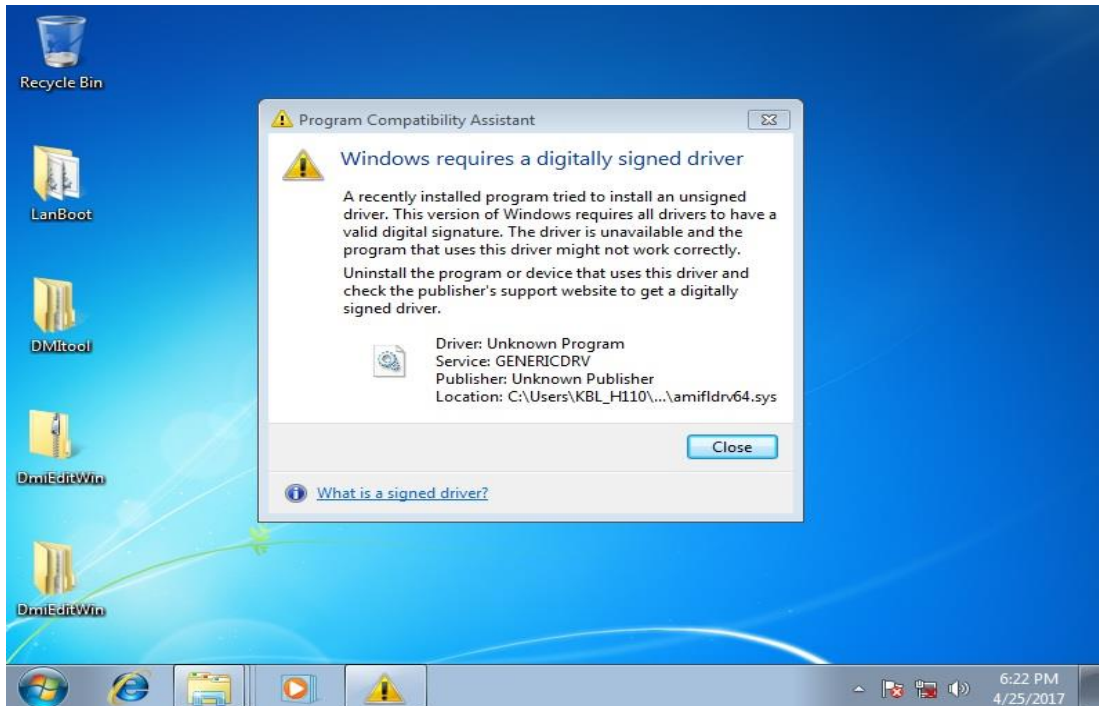 Recycle Bin
LanBoot
DMItool
DmiEditWin
DmiEditWin
Program Compatibility Assistant
Windows requires a digitally signed driver
A recently installed program tried to install an unsigned
driver. This version of Windows requires all drivers to have a
valid digital signature. The driver is unavailable and the
program that uses this driver might not work correctly.
Uninstall the program or device that uses this driver and
check the publisher's support website to get a digitally
signed driver.
Driver: Unknown Program
Service: GENERICDRV
Publisher: Unknown Publisher
Location: C:\Users\KBL_H110\...\amifldrv64.sys
Close
What is a signed driver?
6:22 PM
4/25/2017